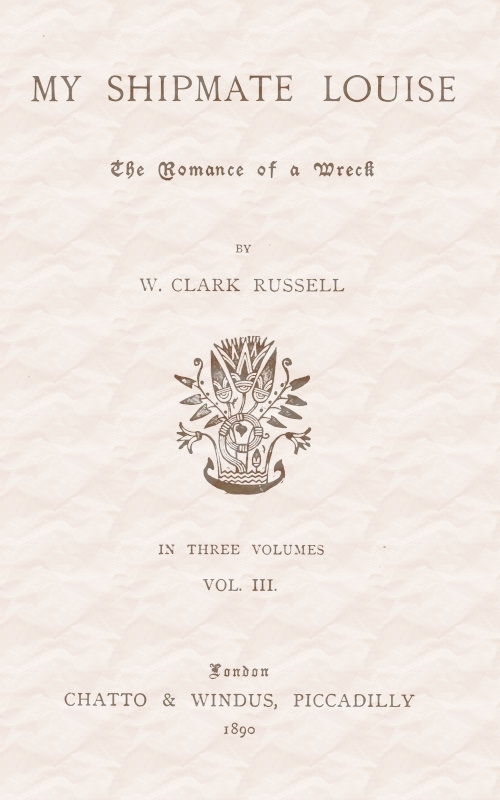 MY SHIPMATE LOUISE
The Romance of a Wreck
BY
W. CLARK RUSSELL
IN THREE VOLUMES
VOL. III.
London
CHATTO & WINDUS, PICCADILLY
1890